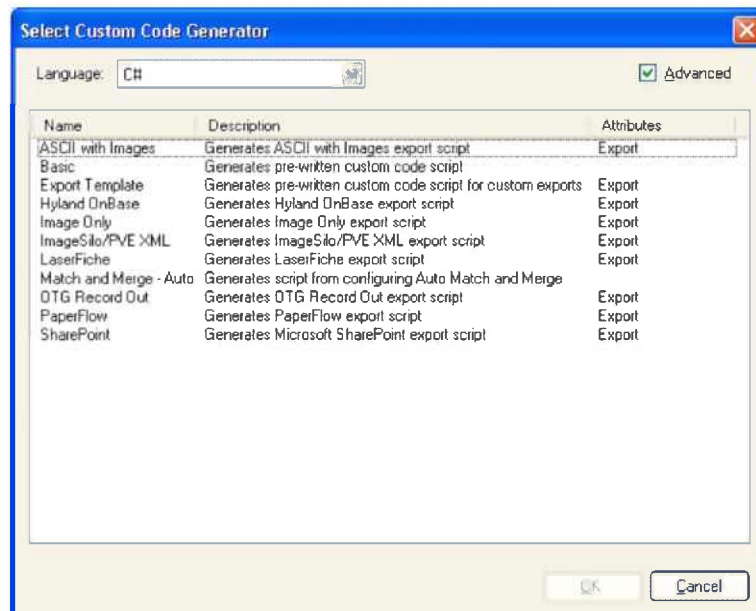 Select Custom Code Generator
Language: C# Advanced
Name Description Attributes
ASCII with Images Generates ASCII with Images export script Export
Basic Generates pre-written custom code script
Export Template Generates pre-written custom code script for custom exports Export
Hyland OnBase Generates Hyland OnBase export script Export
Image Only Generates Image Only export script Export
ImageSilo/PVE XML Generates ImageSilo/PVE XML export script Export
LaserFiche Generates LaserFiche export script Export
Match and Merge - Auto Generates script from configuring Auto Match and Merge
OTG Record Out Generates OTG Record Out export script Export
PaperFlow Generates PaperFlow export script Export
SharePoint Generates Microsoft SharePoint export script Export
OK Cancel